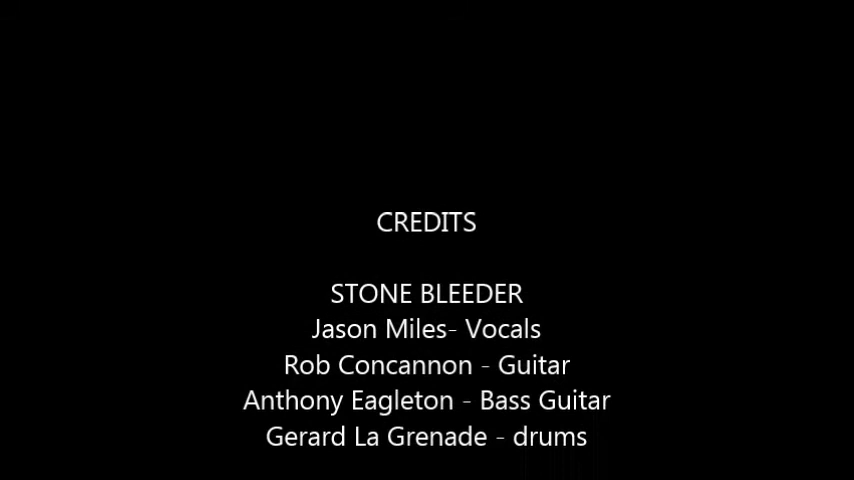 CREDITS
STONE BLEEDER
Jason Miles- Vocals
Rob Concannon - Guitar
Anthony Eagleton - Bass Guitar
Gerard La Grenade - drums